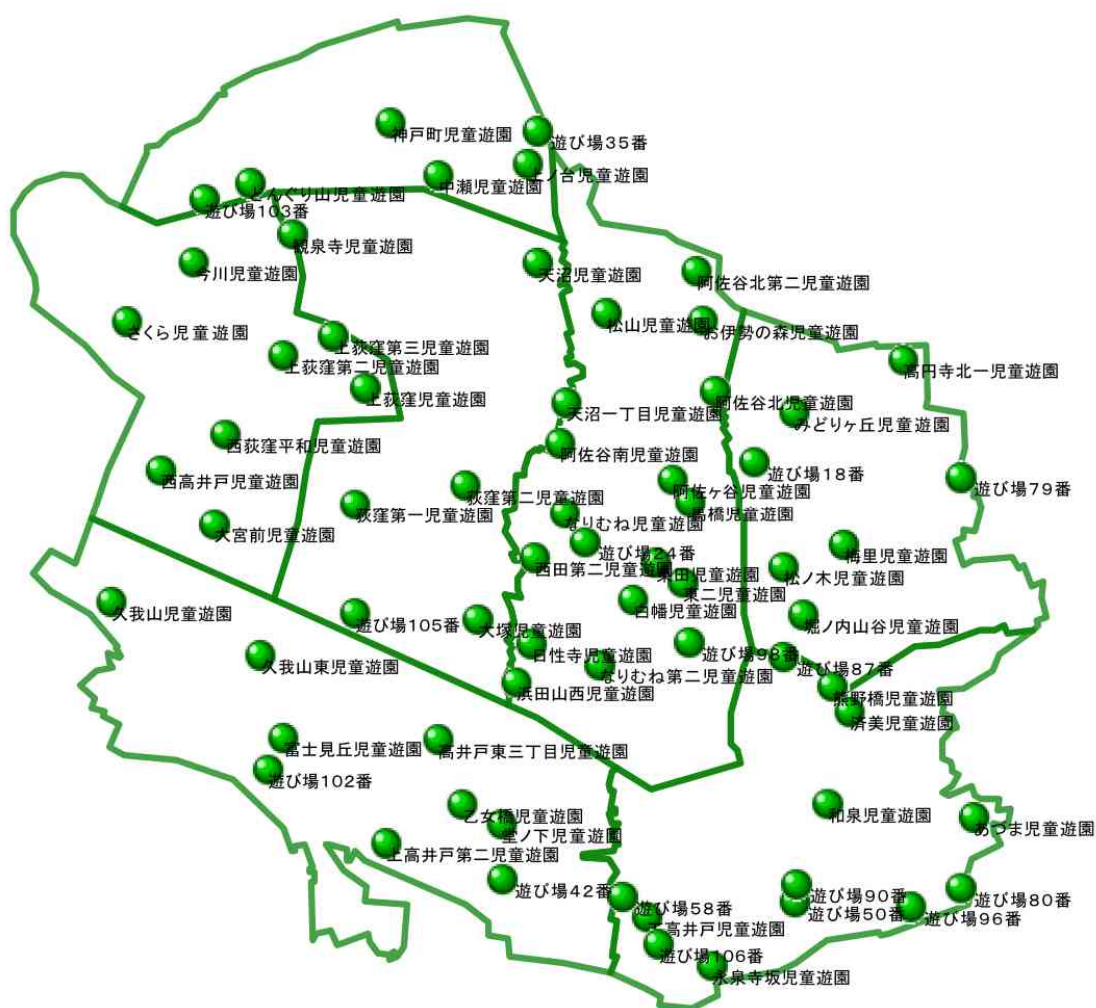 神戸町児童遊園
遊び場35番
上ノ台児童遊園
中瀬児童遊園
どんぐり山児童遊園
遊び場103番
観泉寺児童遊園
今川児童遊園
天沼児童遊園
阿佐谷北第二児童遊園
さくら児童遊園
松山児童遊園
お伊勢の森児童遊園
上荻窪第三児童遊園
上荻窪第二児童遊園
高円寺北一児童遊園
上荻窪児童遊園
阿佐谷北児童遊園
天沼一丁目児童遊園
みどりヶ丘児童遊園
西荻窪平和児童遊園
阿佐谷南児童遊園
遊び場18番
西高井戸児童遊園
遊び場79番
荻窪第二児童遊園
阿佐ヶ谷児童遊園
馬橋児童遊園
荻窪第一児童遊園
なりむね児童遊園
大宮前児童遊園
遊び場24番
梅里児童遊園
西田第二児童遊園
東田児童遊園
松ノ木児童遊園
東二児童遊園
久我山児童遊園
白幡児童遊園
遊び場105番
大塚児童遊園
堀ノ内山谷児童遊園
日性寺児童遊園
遊び場98番
久我山東児童遊園
遊び場87番
なりむね第二児童遊園
浜田山西児童遊園
熊野橋児童遊園
済美児童遊園
富士見丘児童遊園
高井戸東三丁目児童遊園
遊び場102番
乙女橋児童遊園
和泉児童遊園
堂ノ下児童遊園
あづま児童遊園
上高井戸第二児童遊園
遊び場42番
遊び場90番
遊び場80番
遊び場58番
遊び場50番
遊び場96番
下高井戸児童遊園
遊び場106番
永泉寺坂児童遊園